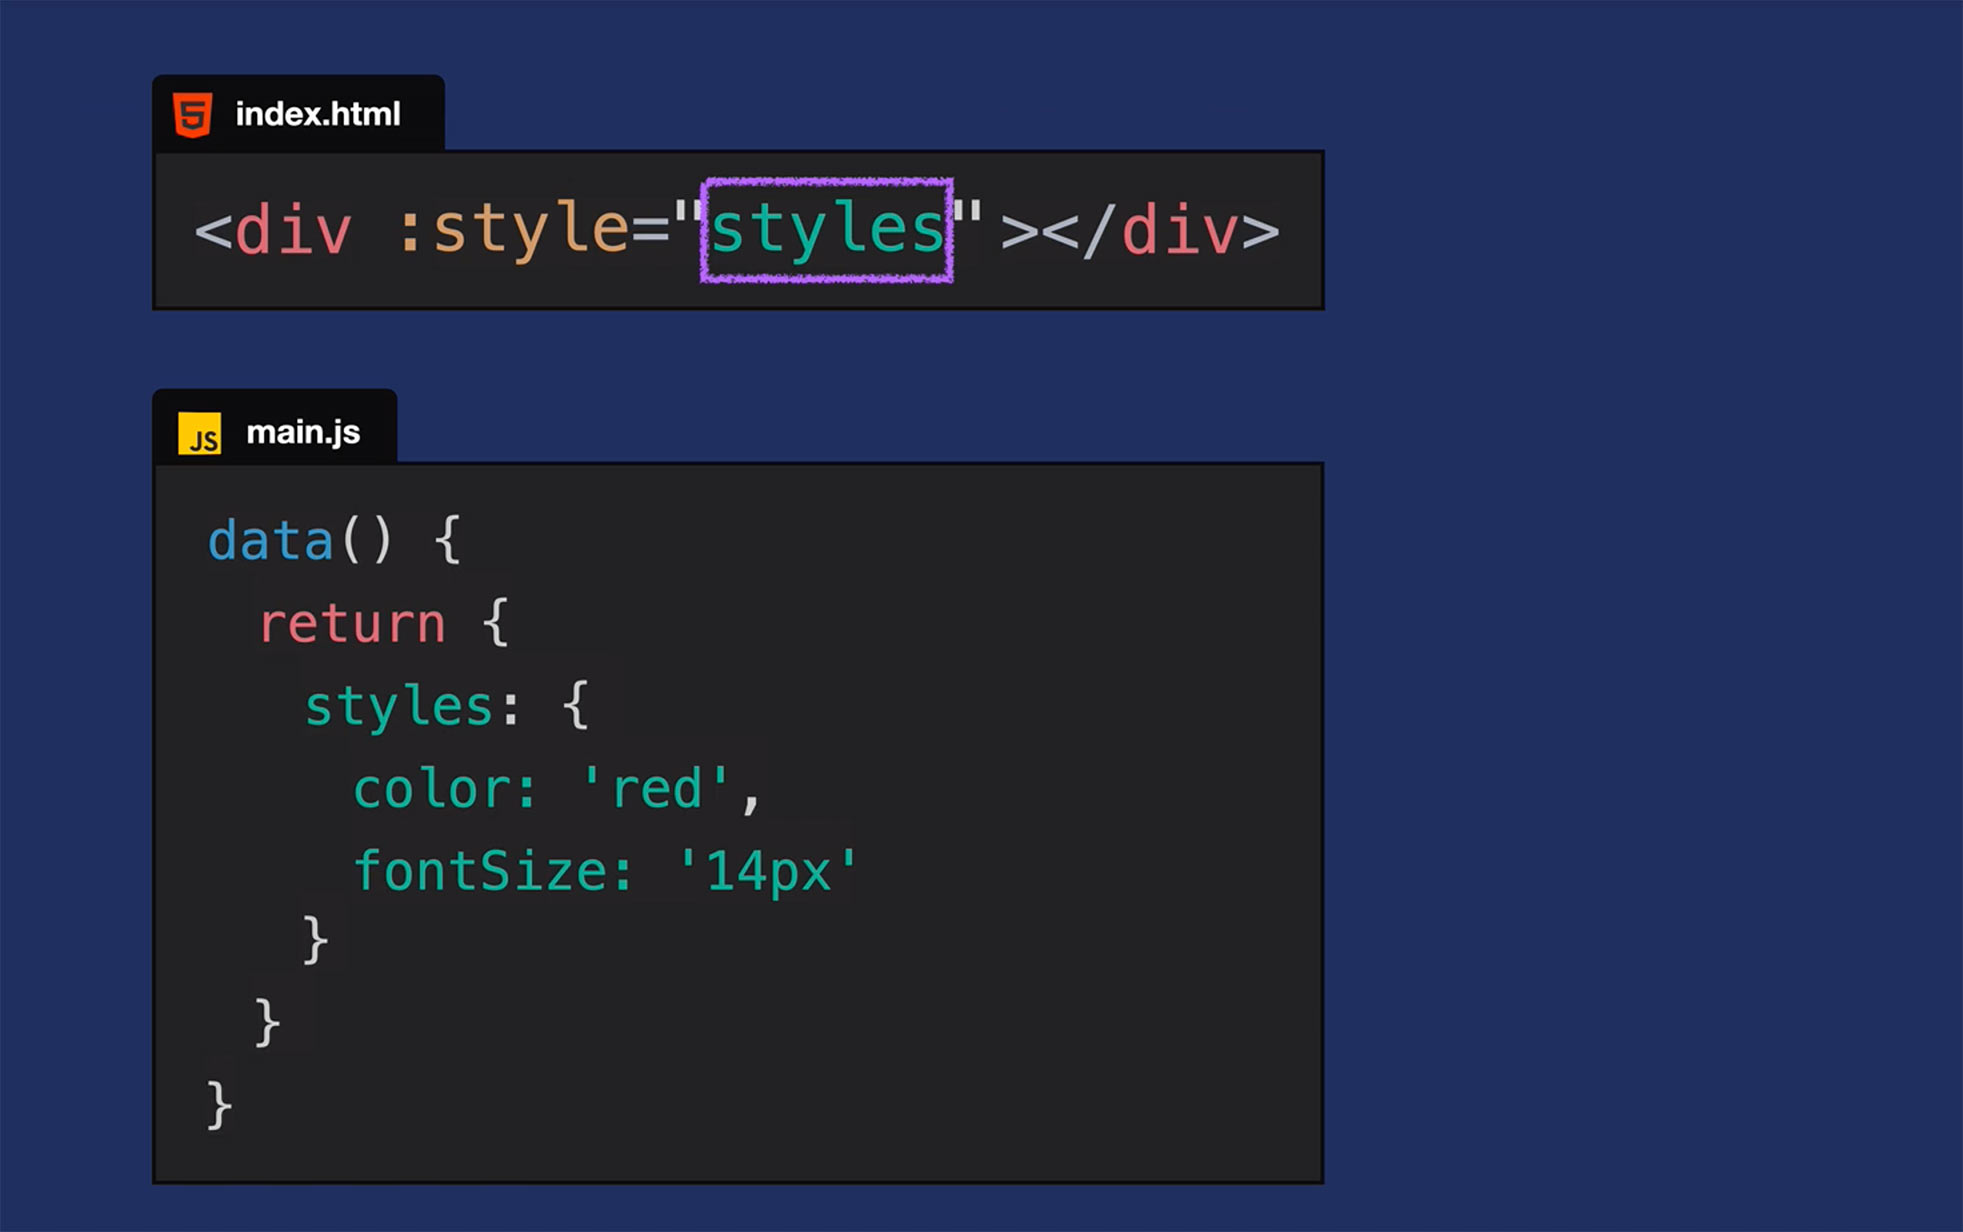 index.html
<div :style="styles"></div>
JS main.js
data() {
return {
styles: {
color: 'red',
fontSize: '14px'
}
}
}